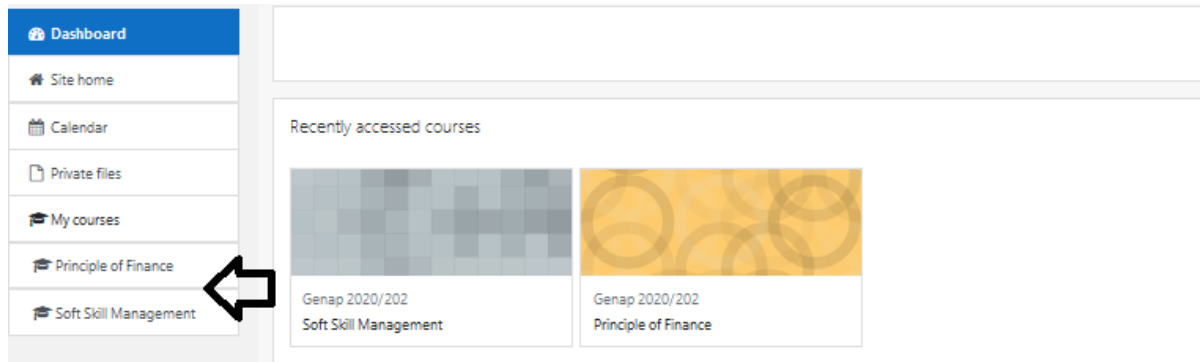 Dashboard
Site home
Calendar
Private files
My courses
Principle of Finance
Soft Skill Management
Recently accessed courses
Genap 2020/202
Soft Skill Management
Genap 2020/202
Principle of Finance